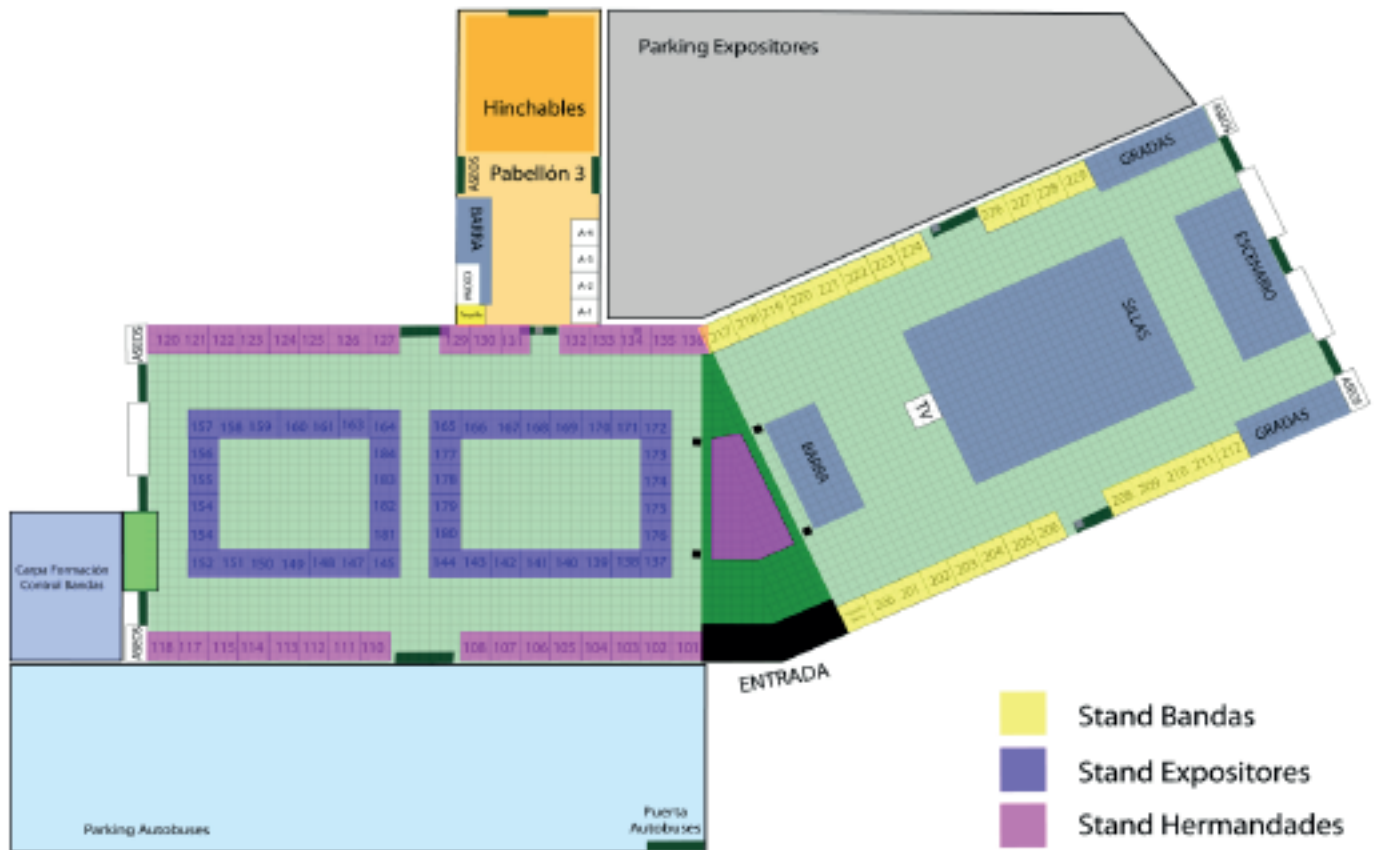 Parking Expositores
Hinchables
ASEOS
Pabellón 3
BARRA
COCINA
A-4
A-3
A-2
A-1
ASEOS
GRADAS
ESCENARIO
SILLAS
TV
BARRA
GRADAS
ASEOS
226 227 228 229
217 218 219 220 221 222 223 224
ASEOS
120 121 122 123 124 125 126 127
129 130 131
132 133 134 135 136
157 158 159 160 161 163 164
165 166 167 168 169 170 171 172
156 184 177 173
155 183 178 174
154 182 179 175
154 181 180 176
152 151 150 149 148 147 145
144 143 142 141 140 139 138 137
208 209 210 211 212
200 201 202 203 204 205 206
Carpa Formación
Control Bandas
ASEOS
118 117 115 114 113 112 111 110
108 107 106 105 104 103 102 101
ENTRADA
Parking Autobuses
Puerta
Autobuses
Stand Bandas
Stand Expositores
Stand Hermandades